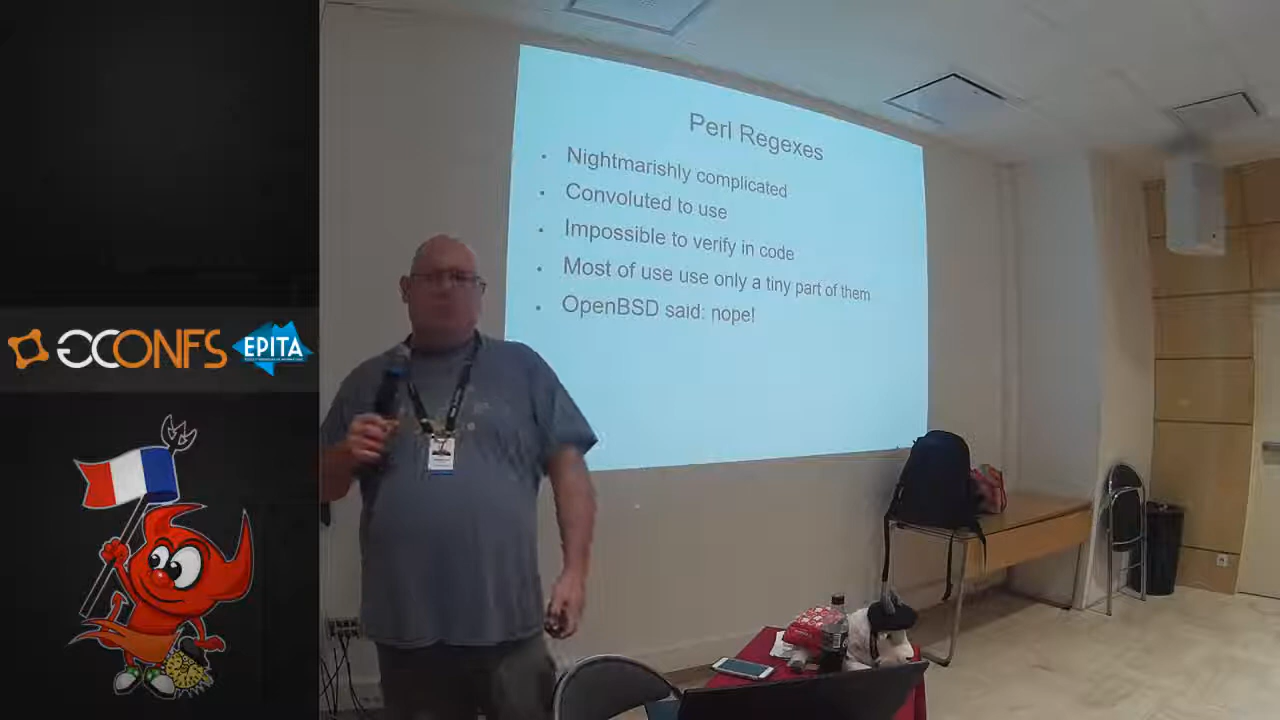 Perl Regexes
• Nightmarishly complicated
• Convoluted to use
• Impossible to verify in code
• Most of use use only a tiny part of them
• OpenBSD said: nope!
GCONFS
EPITA